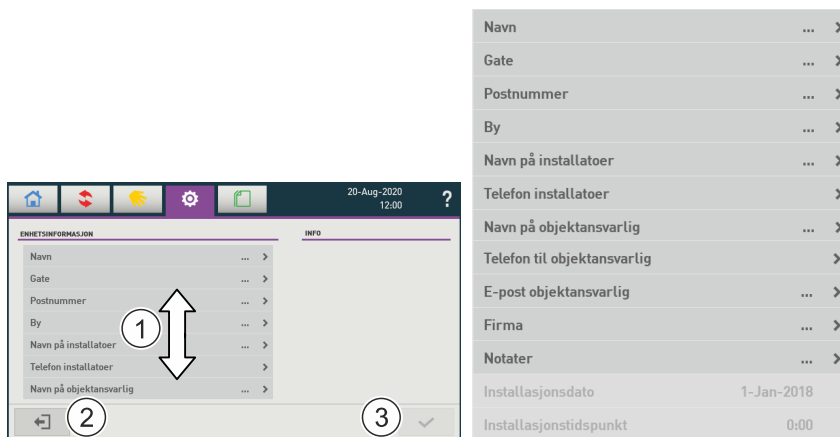 20-Aug-2020
12:00
?
ENHETSINFORMASJON
INFO
Navn ...
Gate ...
Postnummer ...
By ...
Navn på installatoer ...
Telefon installatoer
Navn på objektansvarlig ...
1
2
3
Navn ...
Gate ...
Postnummer ...
By ...
Navn på installatoer ...
Telefon installatoer
Navn på objektansvarlig ...
Telefon til objektansvarlig
E-post objektansvarlig ...
Firma ...
Notater ...
Installasjonsdato 1-Jan-2018
Installasjonstidspunkt 0:00